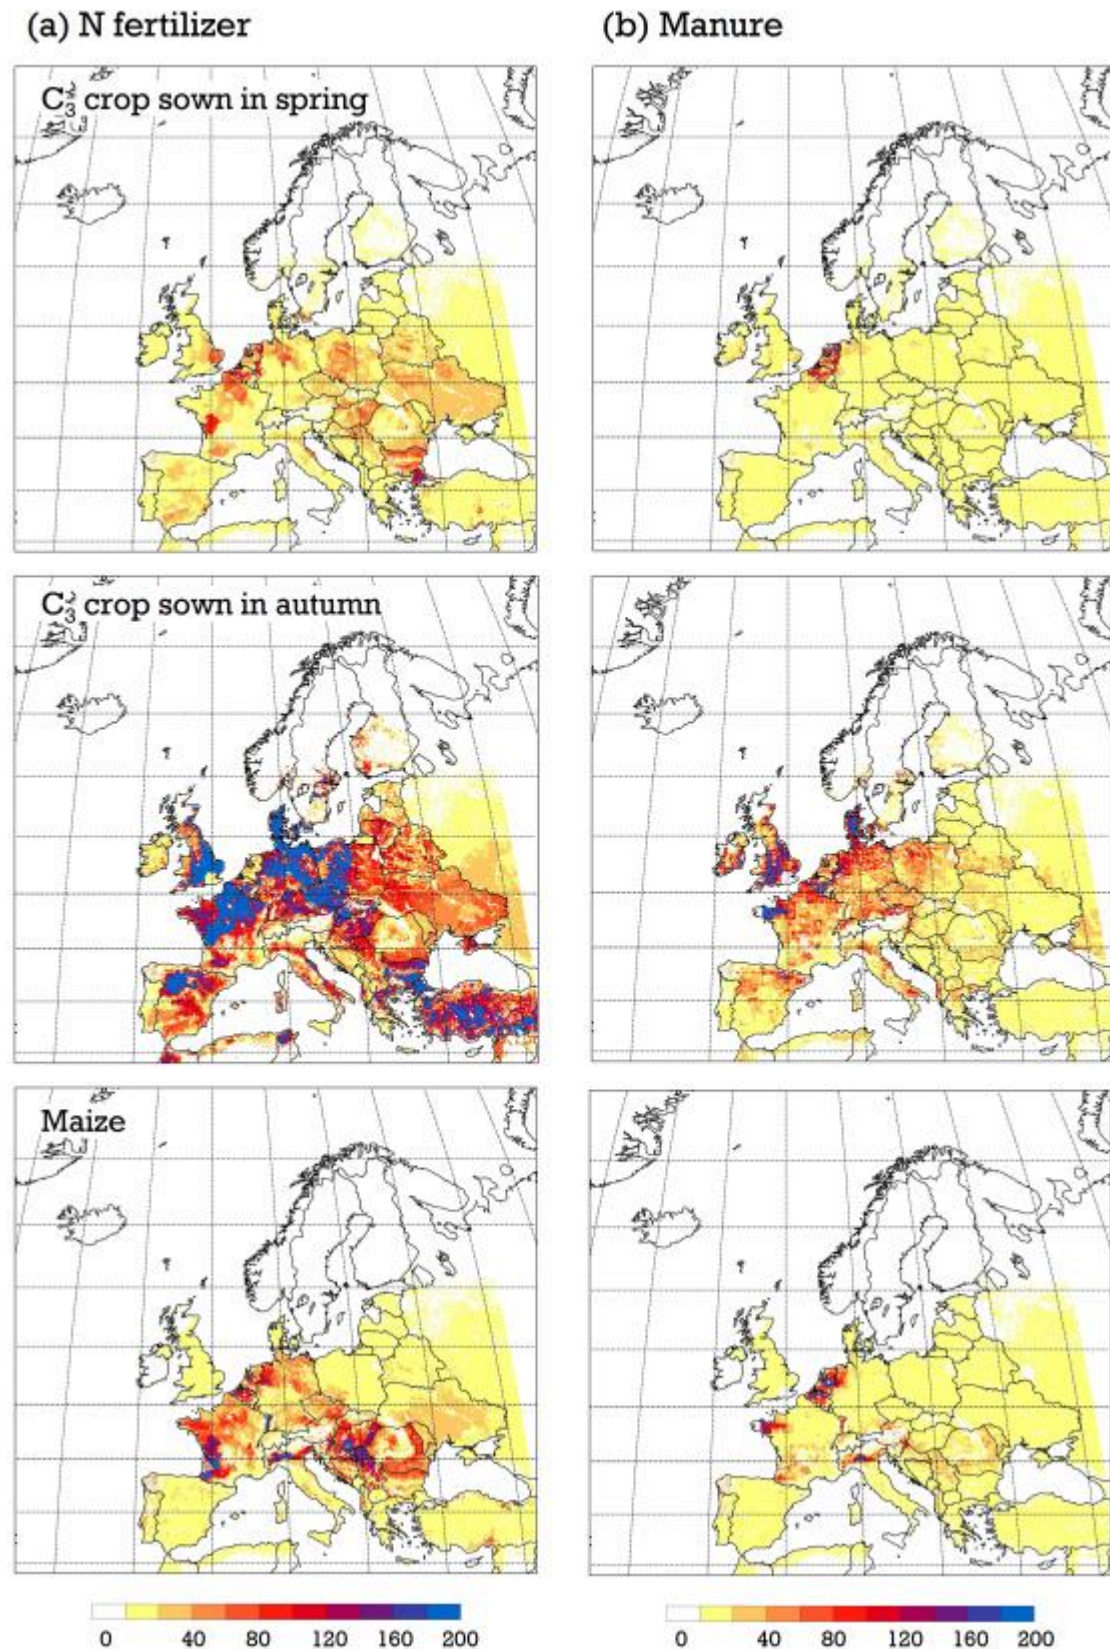 (a) N fertilizer
(b) Manure
C3 crop sown in spring
C3 crop sown in autumn
Maize
0 40 80 120 160 200
0 40 80 120 160 200